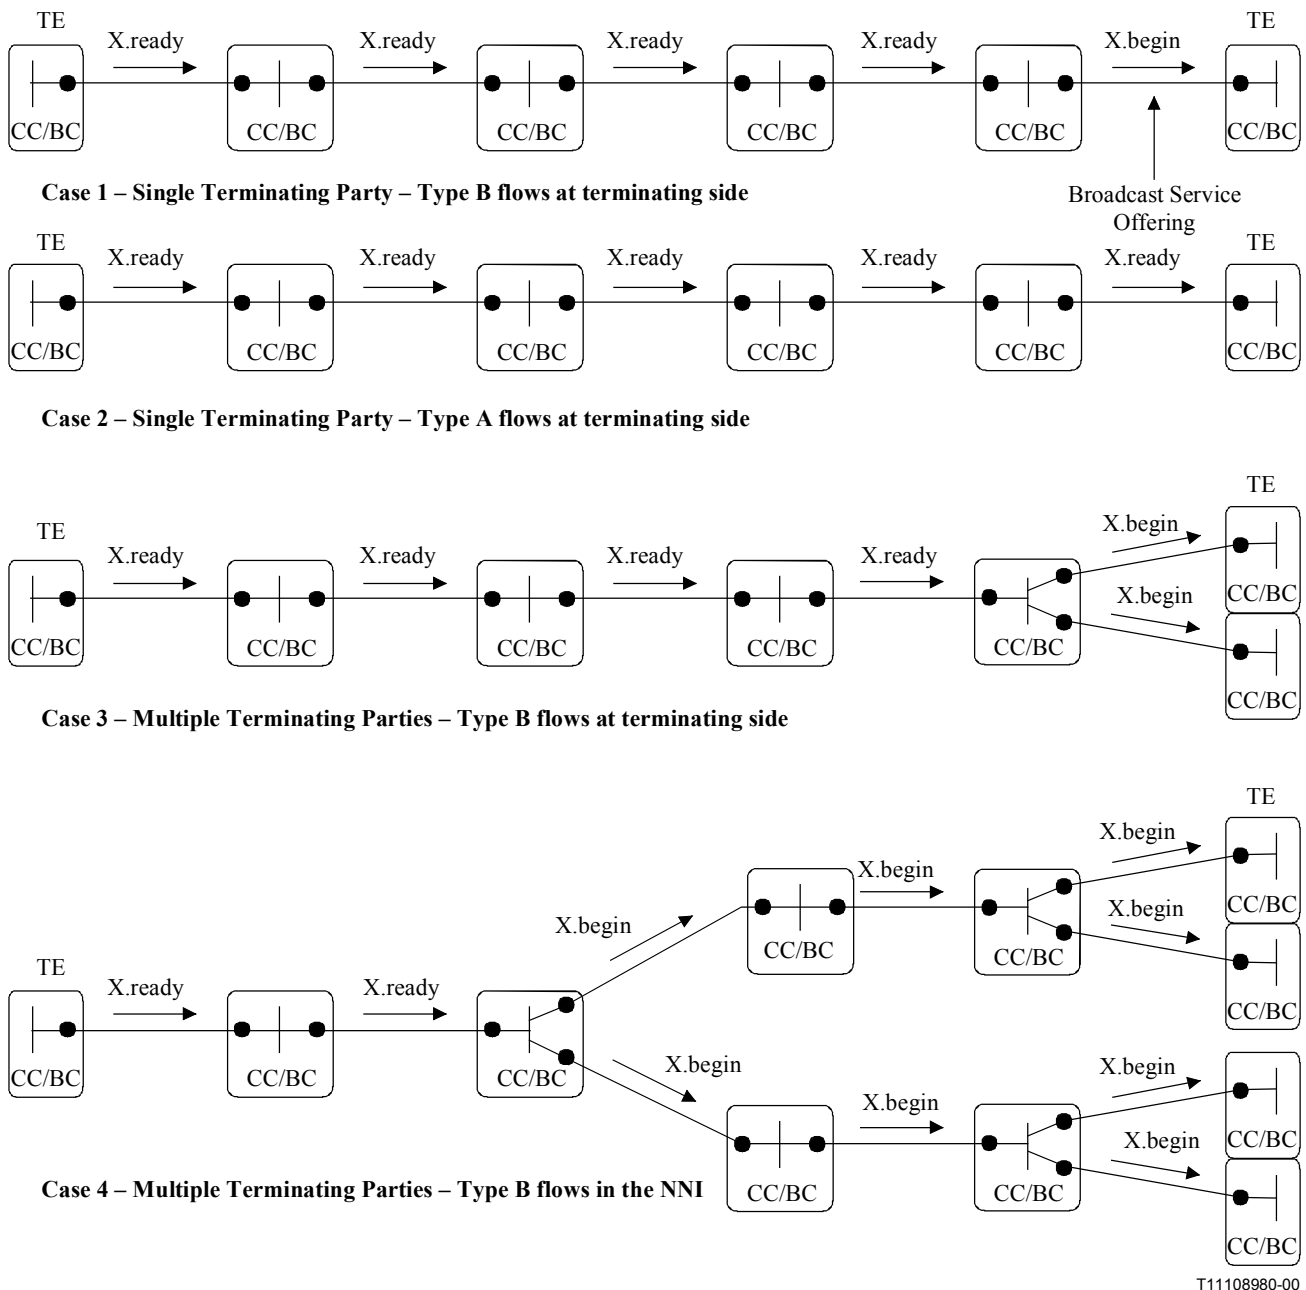 TE
TE
X.ready
X.ready
X.ready
X.ready
X.begin
CC/BC
CC/BC
CC/BC
CC/BC
CC/BC
CC/BC
Case 1 – Single Terminating Party – Type B flows at terminating side
Broadcast Service
Offering
TE
TE
X.ready
X.ready
X.ready
X.ready
X.ready
CC/BC
CC/BC
CC/BC
CC/BC
CC/BC
CC/BC
Case 2 – Single Terminating Party – Type A flows at terminating side
TE
TE
X.ready
X.ready
X.ready
X.ready
X.begin
X.begin
CC/BC
CC/BC
CC/BC
CC/BC
CC/BC
CC/BC
CC/BC
Case 3 – Multiple Terminating Parties – Type B flows at terminating side
TE
X.begin
X.begin
CC/BC
X.begin
X.begin
CC/BC
CC/BC
TE
X.ready
X.ready
CC/BC
CC/BC
CC/BC
CC/BC
X.begin
X.begin
X.begin
CC/BC
X.begin
CC/BC
CC/BC
Case 4 – Multiple Terminating Parties – Type B flows in the NNI
CC/BC
T11108980-00